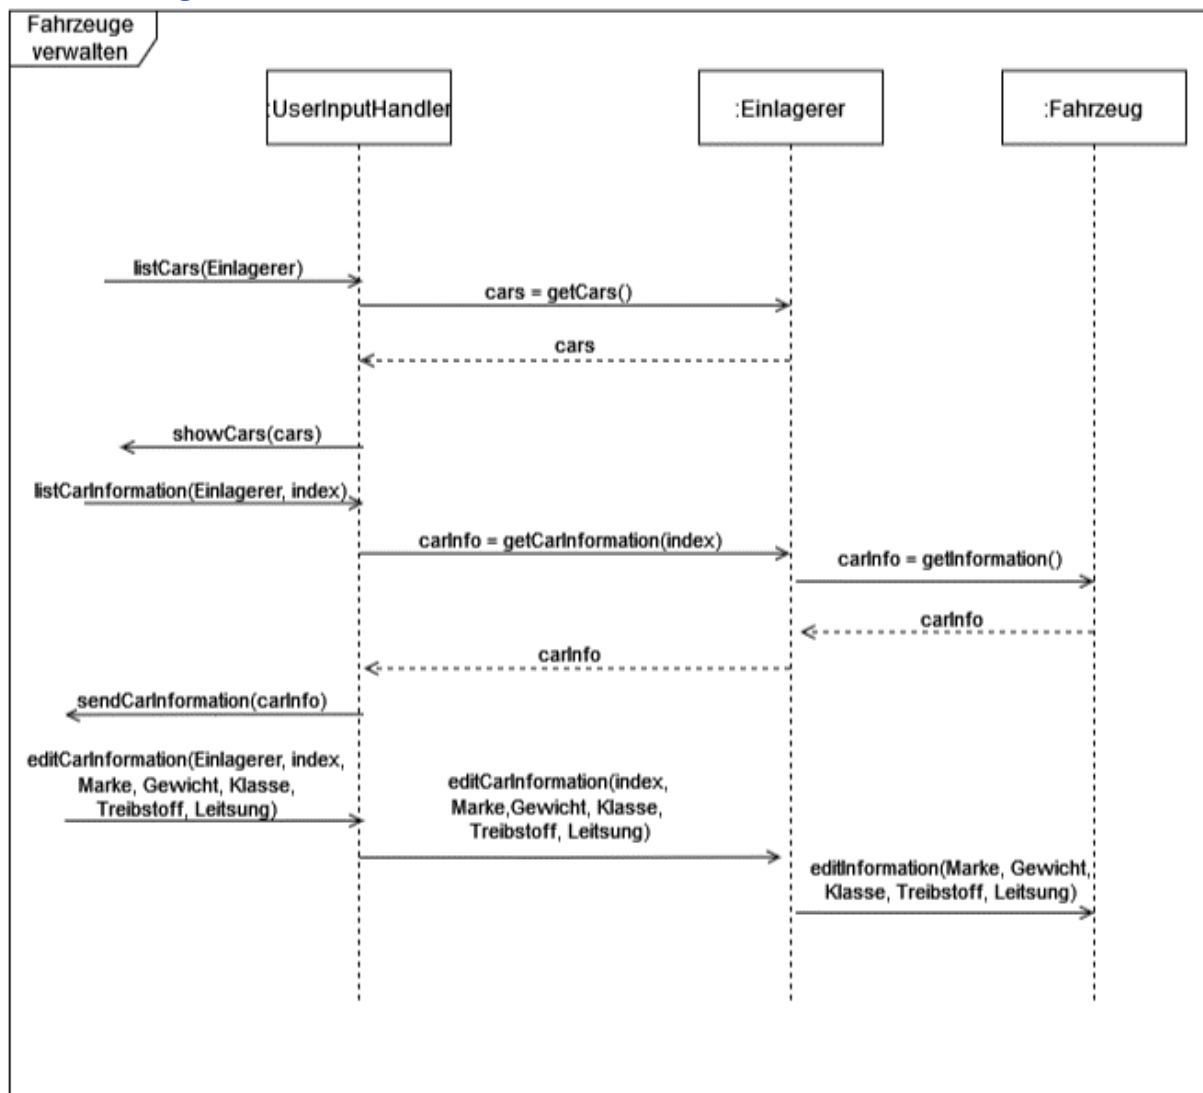 Fahrzeuge
verwalten
:UserInputHandler
:Einlagerer
:Fahrzeug
listCars(Einlagerer)
cars = getCars()
cars
showCars(cars)
listCarInformation(Einlagerer, index)
carInfo = getCarInformation(index)
carInfo = getInformation()
carInfo
carInfo
sendCarInformation(carInfo)
editCarInformation(Einlagerer, index,
Marke, Gewicht, Klasse,
Treibstoff, Leitsung)
editCarInformation(index,
Marke,Gewicht, Klasse,
Treibstoff, Leitsung)
editInformation(Marke, Gewicht,
Klasse, Treibstoff, Leitsung)